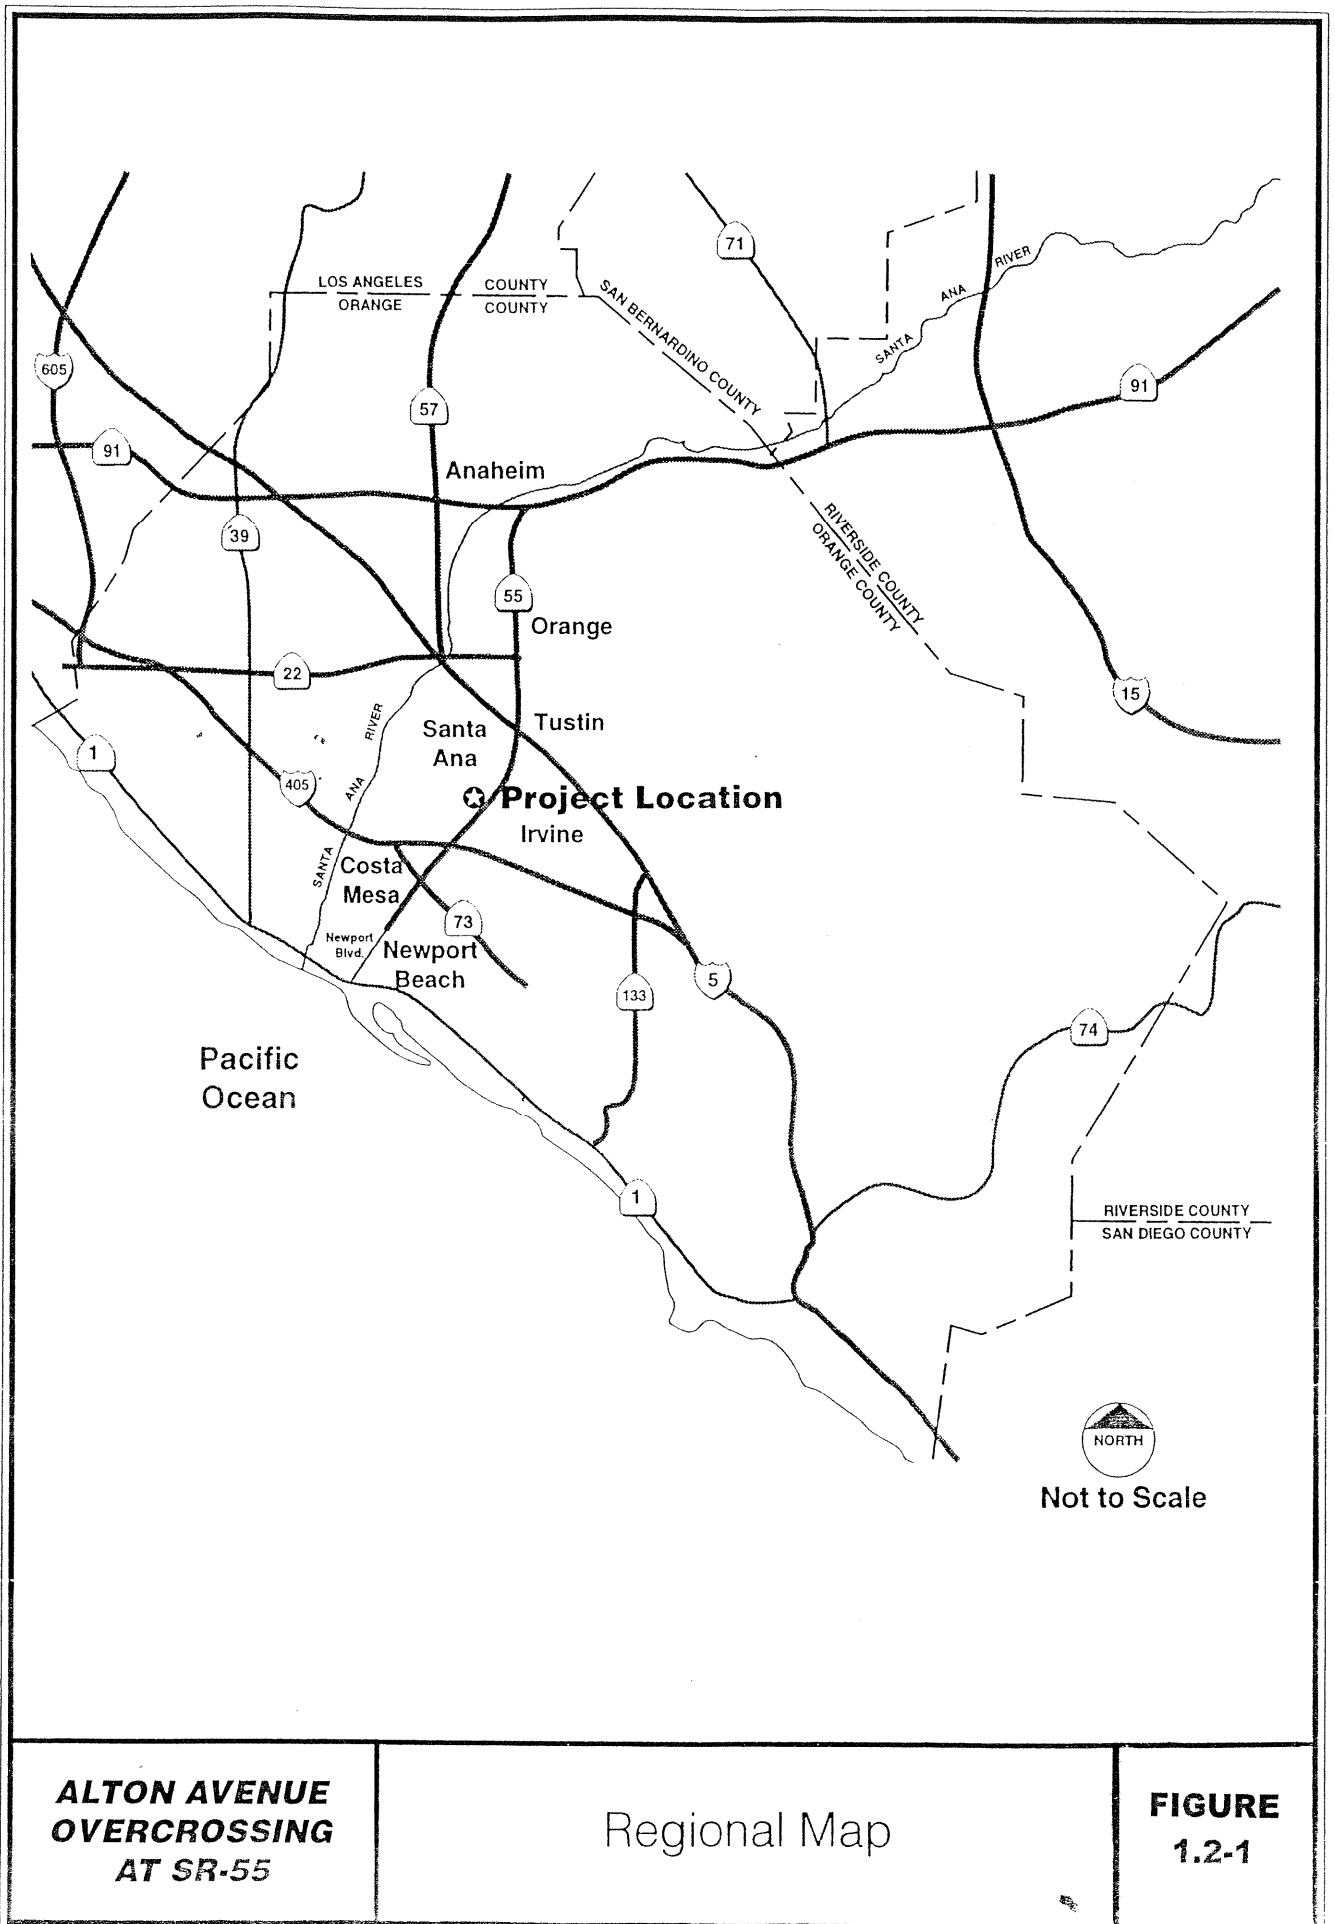 71
RIVER
ANA
SANTA
LOS ANGELES COUNTY
ORANGE COUNTY
SAN BERNARDINO COUNTY
605
91
57
91
Anaheim
39
RIVERSIDE COUNTY
ORANGE COUNTY
55
Orange
22
15
RIVER
ANA
SANTA
Santa
Ana
Tustin
1
405
Project Location
Irvine
Costa
Mesa
73
Newport
Blvd.
Newport
Beach
133
5
74
Pacific
Ocean
1
RIVERSIDE COUNTY
SAN DIEGO COUNTY
NORTH
Not to Scale
ALTON AVENUE
OVERCROSSING
AT SR-55
Regional Map
FIGURE
1.2-1